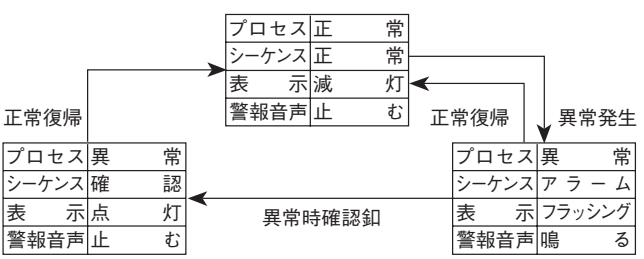 プロセス 正常
シーケンス 正常
表示 減灯
警報音声 止む
正常復帰
正常復帰
異常発生
プロセス 異常
シーケンス 確認
表示 点灯
警報音声 止む
異常時確認釦
プロセス 異常
シーケンス アラーム
表示 フラッシング
警報音声 鳴る